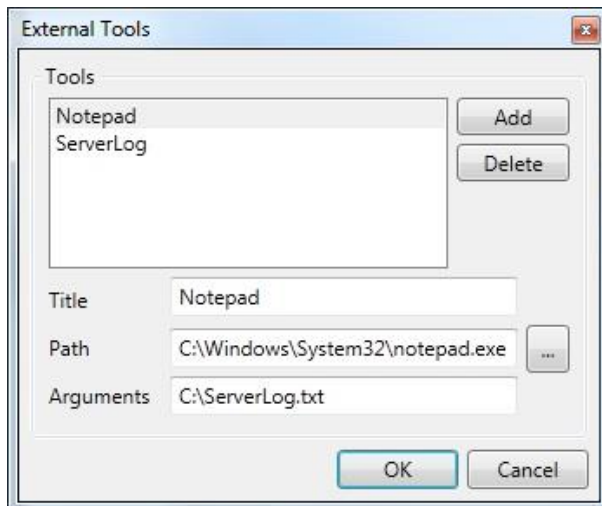 External Tools
Tools
Notepad
ServerLog
Add
Delete
Title Notepad
Path C:\Windows\System32\notepad.exe ...
Arguments C:\ServerLog.txt
OK Cancel